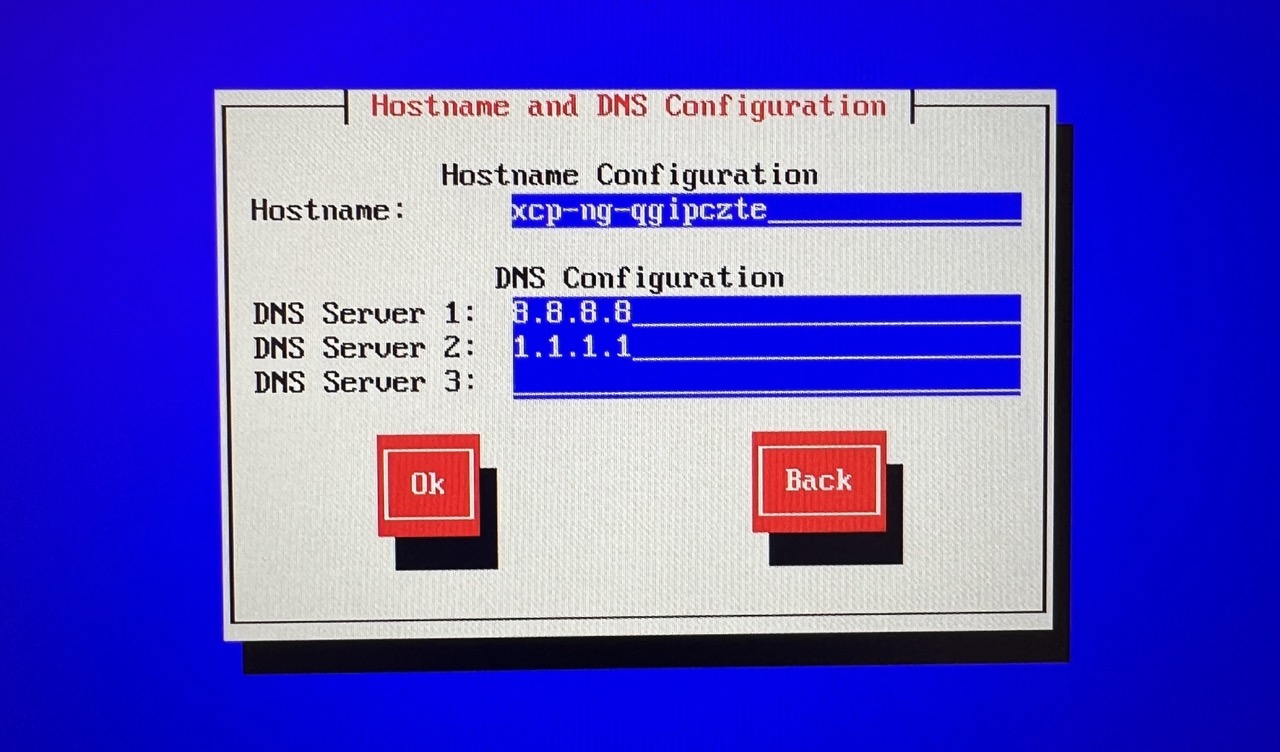 Hostname and DNS Configuration
Hostname Configuration
Hostname: xcp-ng-qgipczte
DNS Configuration
DNS Server 1: 8.8.8.8
DNS Server 2: 1.1.1.1
DNS Server 3:
Ok Back